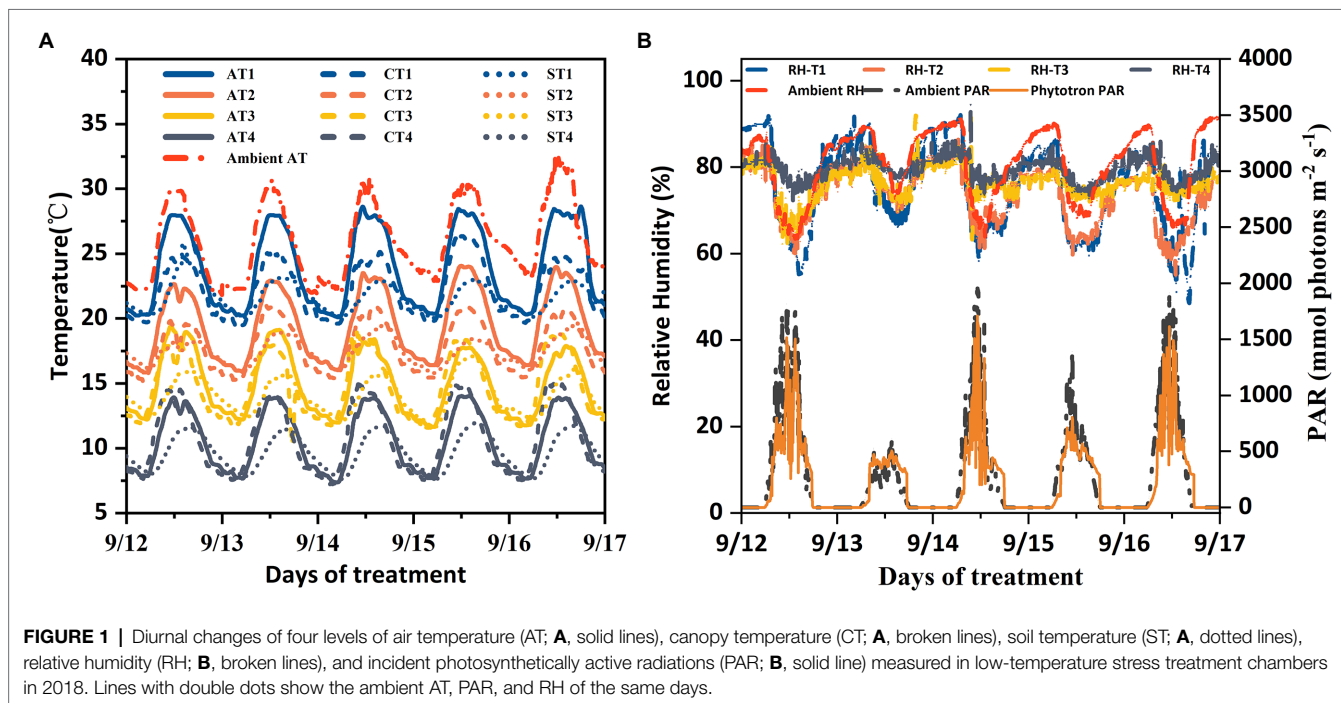 A
40
35
30
25
20
15
10
5
Temperature(℃)
AT1 CT1 ST1
AT2 CT2 ST2
AT3 CT3 ST3
AT4 CT4 ST4
Ambient AT
9/12 9/13 9/14 9/15 9/16 9/17
Days of treatment
B
100
80
60
40
20
0
Relative Humidity (%)
RH-T1 RH-T2 RH-T3 RH-T4
Ambient RH Ambient PAR Phytotron PAR
4000
3500
3000
2500
2000
1500
1000
500
0
PAR (mmol photons m⁻² s⁻¹)
9/12 9/13 9/14 9/15 9/16 9/17
Days of treatment
FIGURE 1 | Diurnal changes of four levels of air temperature (AT; A, solid lines), canopy temperature (CT; A, broken lines), soil temperature (ST; A, dotted lines),
relative humidity (RH; B, broken lines), and incident photosynthetically active radiations (PAR; B, solid line) measured in low-temperature stress treatment chambers
in 2018. Lines with double dots show the ambient AT, PAR, and RH of the same days.